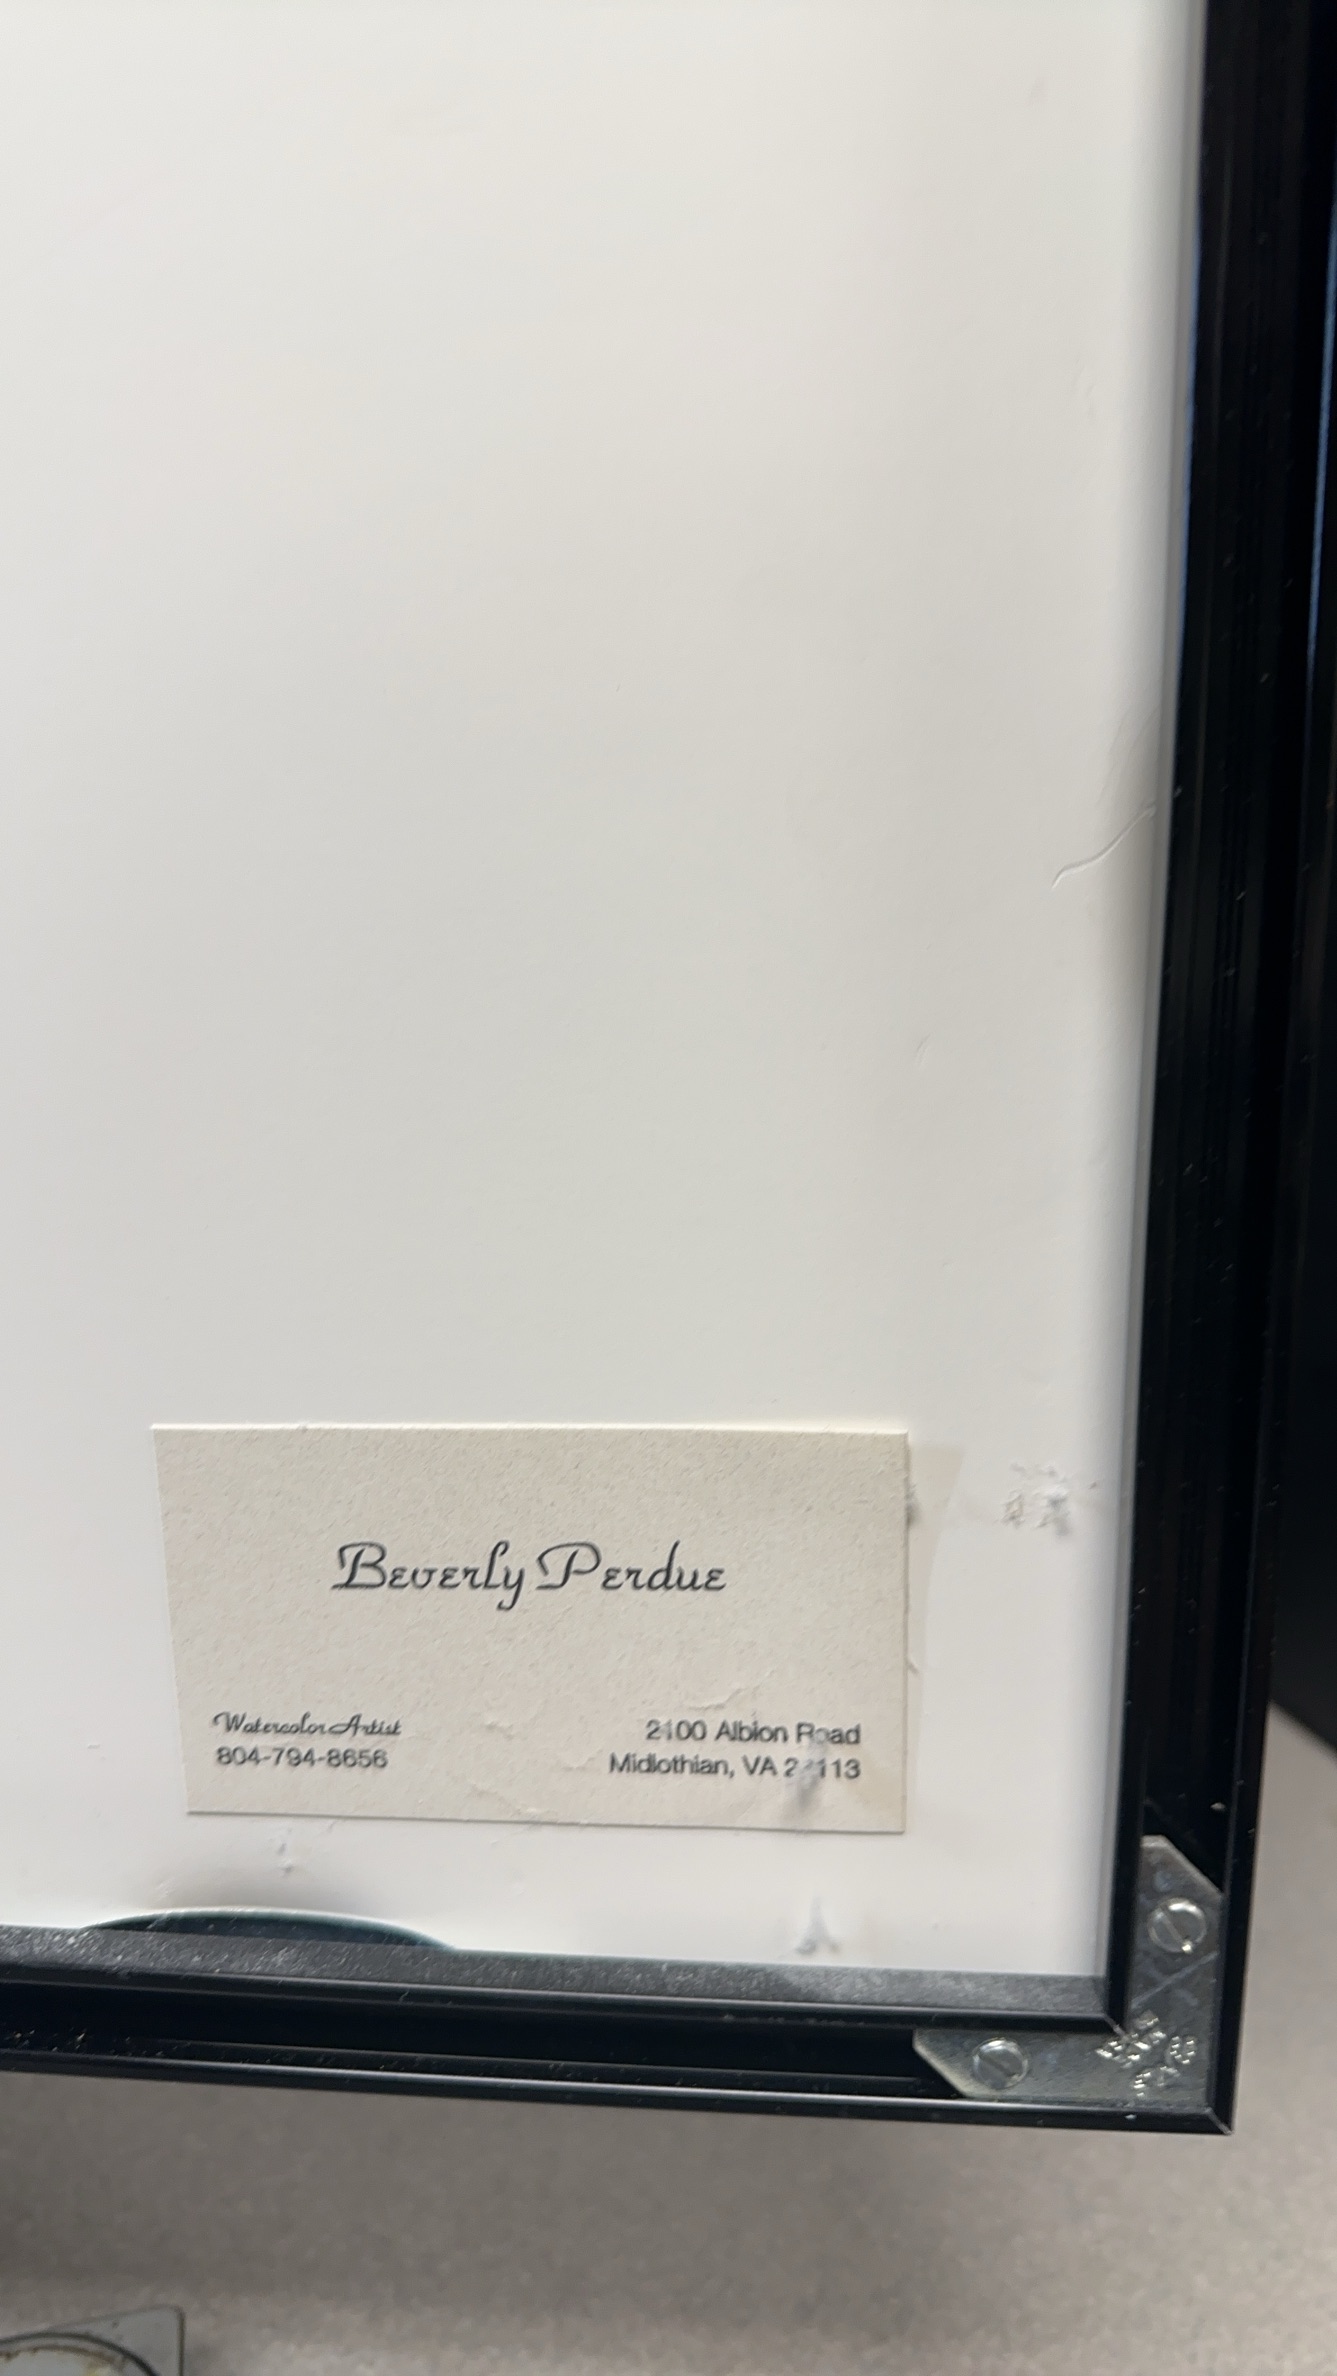 Beverly Perdue
Watercolor Artist
804-794-8656
2100 Albion Road
Midlothian, VA